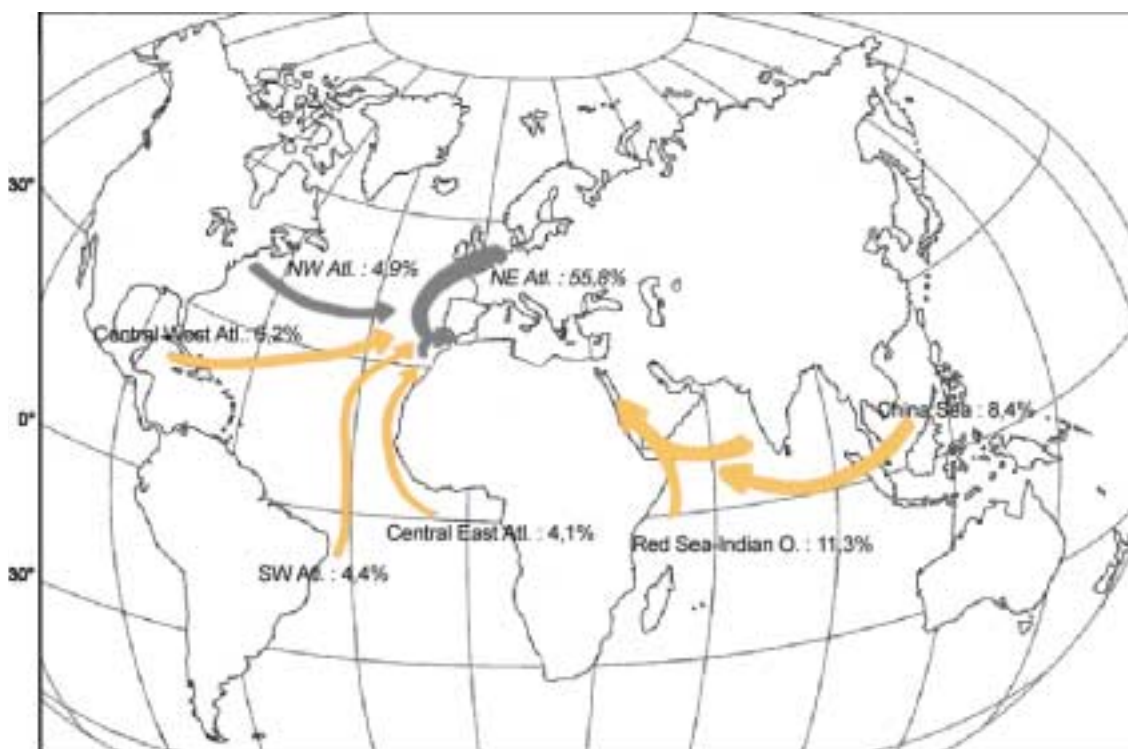 30°
NW Atl. : 4,9%
NE Atl. : 55,8%
Central West Atl.: 6,2%
0°
China Sea : 8,4%
Central East Atl. : 4,1%
Red Sea-Indian O. : 11,3%
SW Atl. : 4,4%
30°